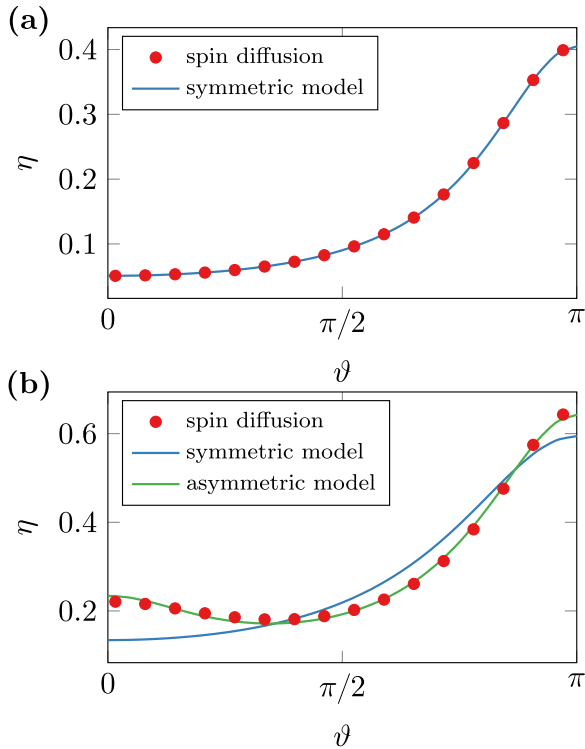 (a)
0.4
0.3
0.2
0.1
η
spin diffusion
symmetric model
0
π/2
π
ϑ
(b)
0.6
0.4
0.2
η
spin diffusion
symmetric model
asymmetric model
0
π/2
π
ϑ